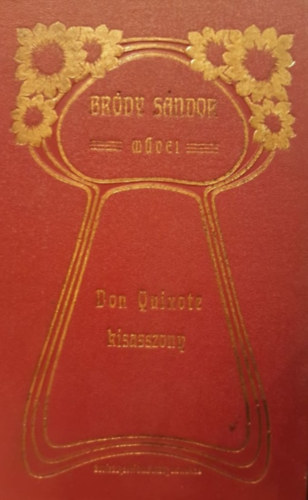 BRÓDY SÁNDOR
MŰVEI
Don Quixote
kisasszony